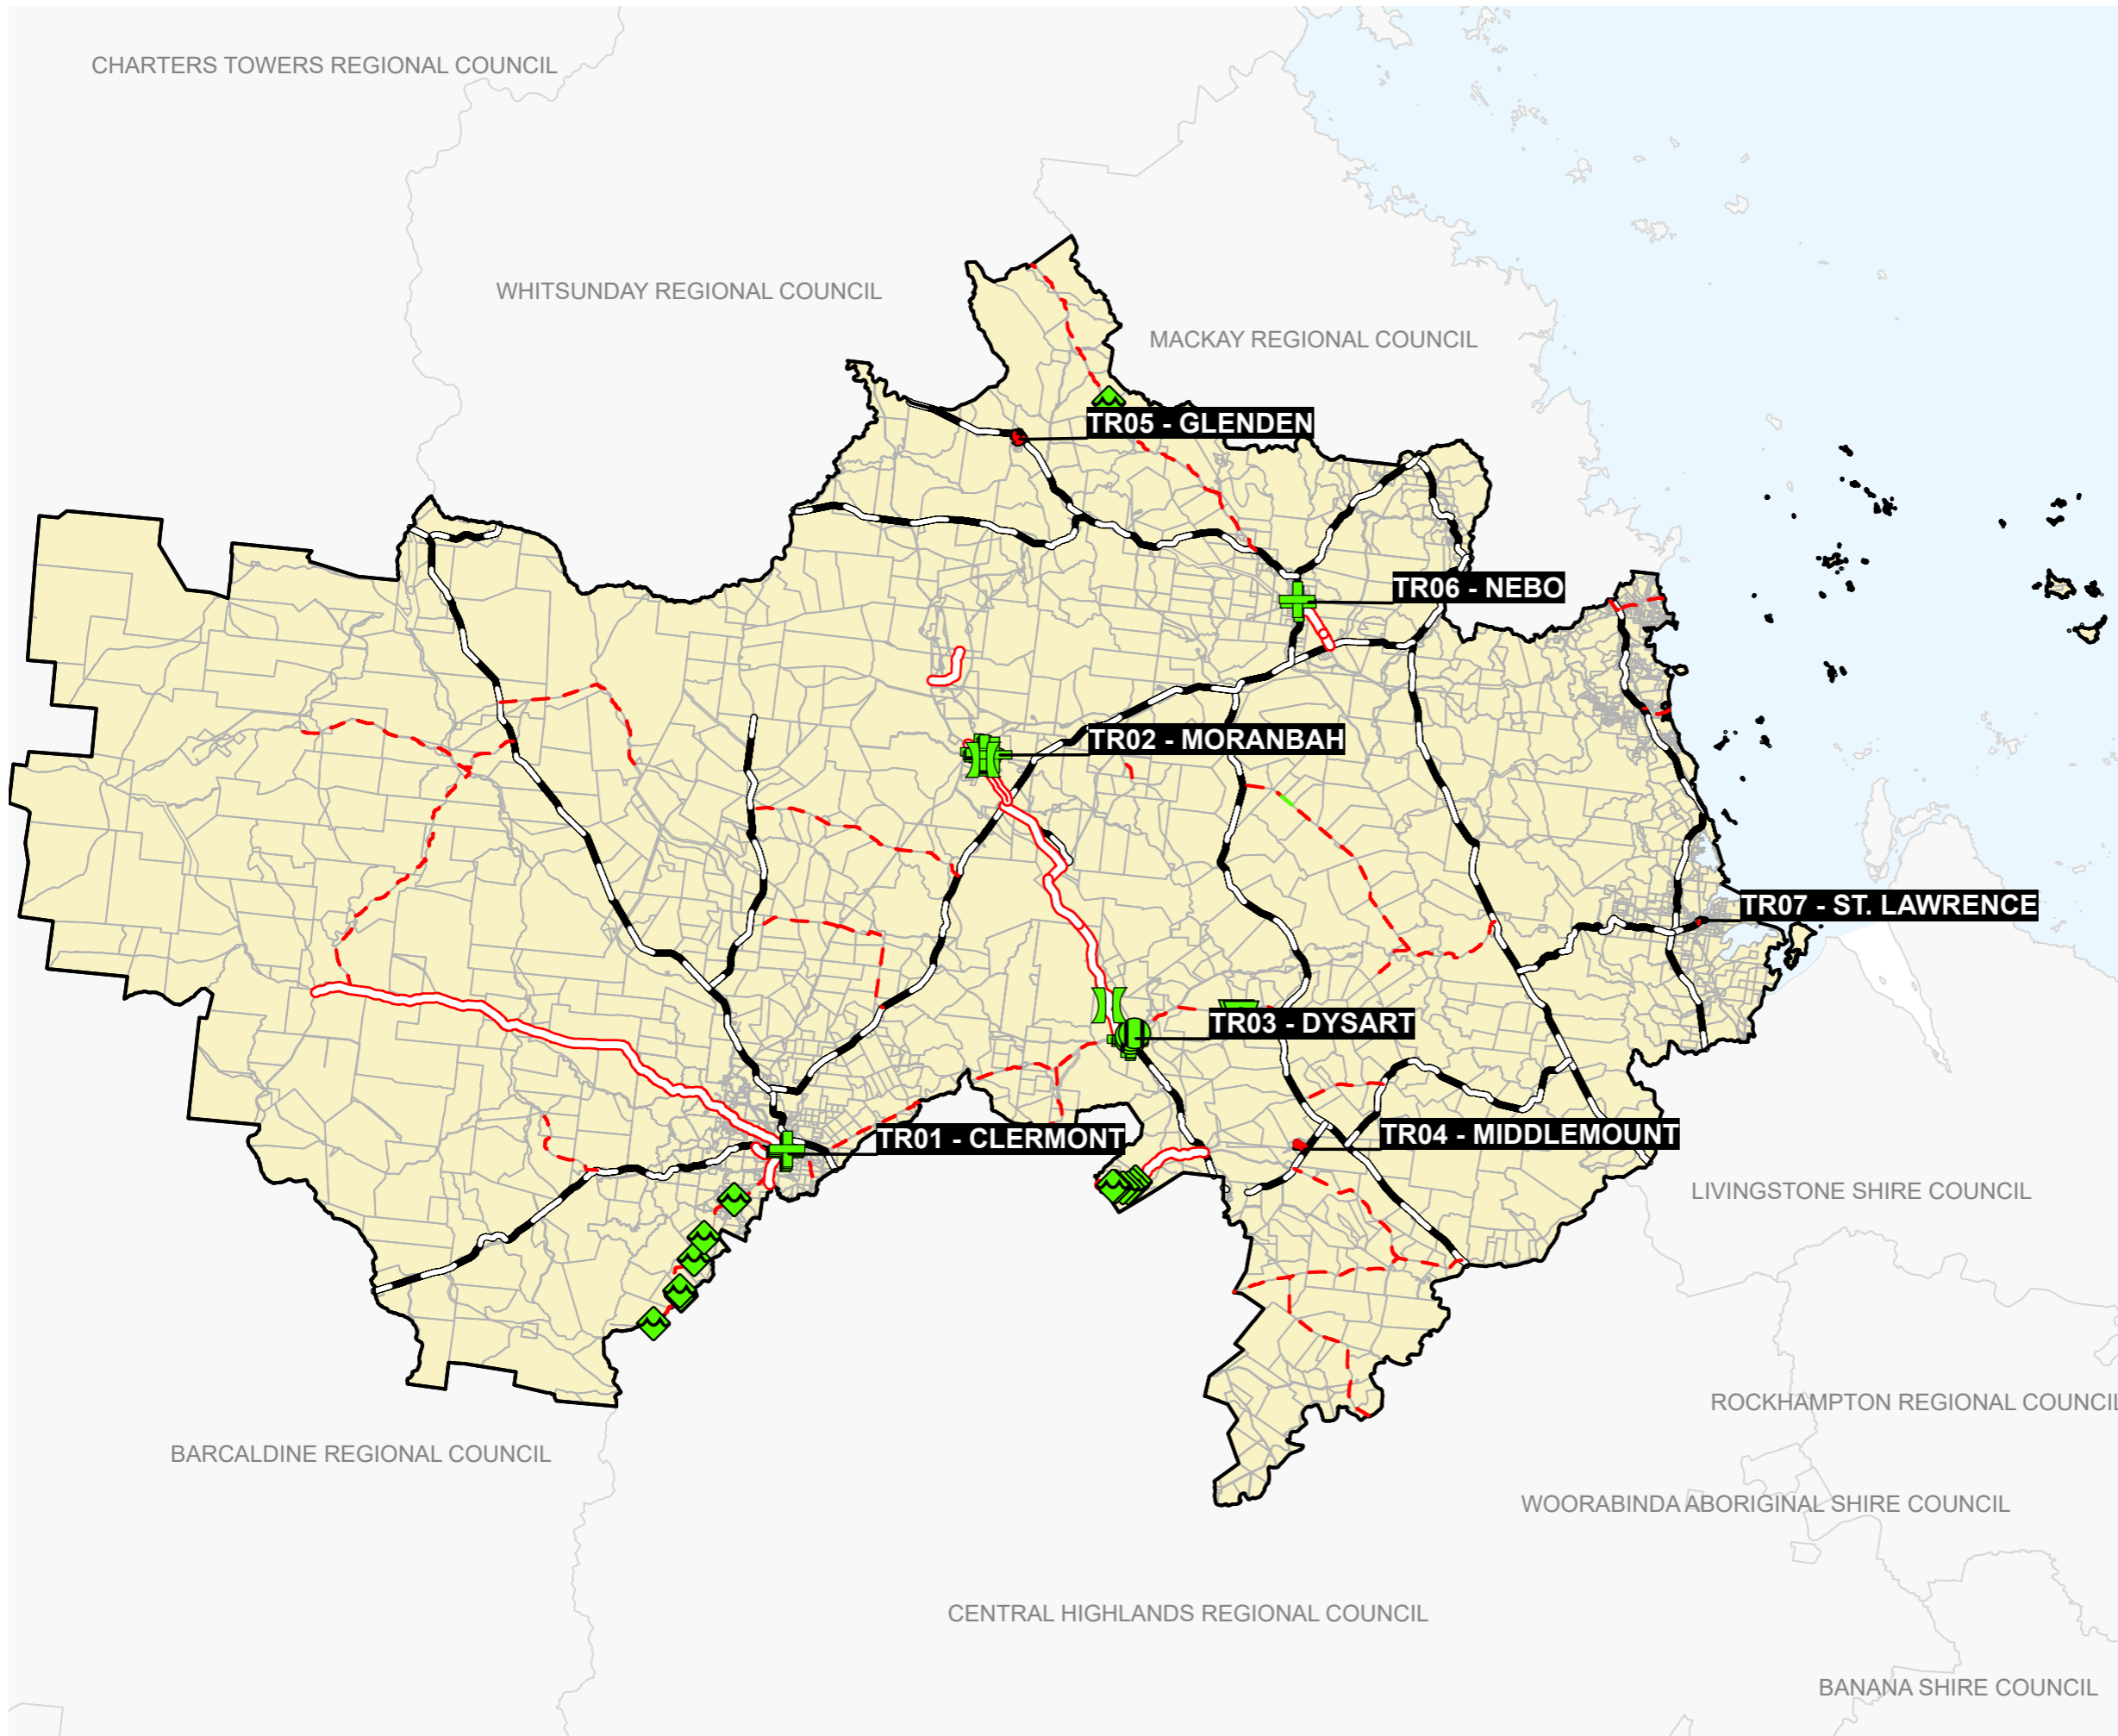 CHARTERS TOWERS REGIONAL COUNCIL
WHITSUNDAY REGIONAL COUNCIL
MACKAY REGIONAL COUNCIL
TR05 - GLENDEN
TR06 - NEBO
TR02 - MORANBAH
TR07 - ST. LAWRENCE
TR03 - DYSART
TR01 - CLERMONT
TR04 - MIDDLEMOUNT
LIVINGSTONE SHIRE COUNCIL
ROCKHAMPTON REGIONAL COUNCIL
BARCALDINE REGIONAL COUNCIL
WOORABINDA ABORIGINAL SHIRE COUNCIL
CENTRAL HIGHLANDS REGIONAL COUNCIL
BANANA SHIRE COUNCIL